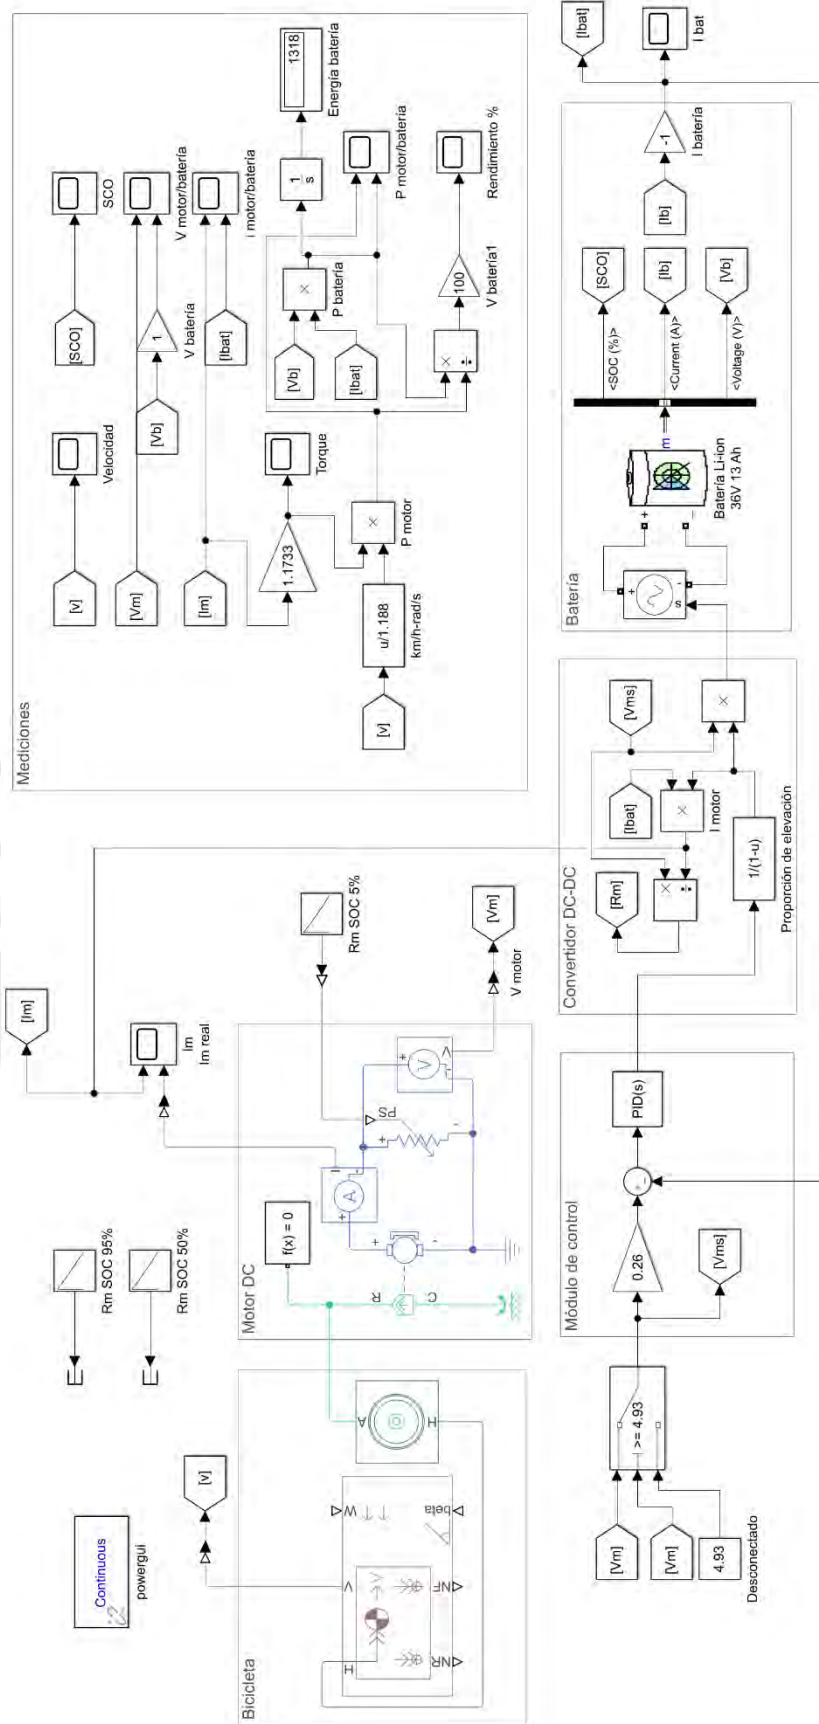 Continuous
powergui
Rm SOC 95%
Rm SOC 50%
[Im]
Im
Im real
Bicicleta
[v]
H
V
W
NR
NF
beta
A
H
Motor DC
f(x) = 0
R
C
+
-
A
+
-
I
PS
+
-
V
+
-
V
Rm SOC 5%
[Vm]
V motor
Mediciones
[v]
Velocidad
[SCO]
SCO
[Vm]
[Vb]
1
V batería
V motor/batería
[Im]
[Ibat]
i motor/batería
1.1733
Torque
[v]
u/1.188
km/h-rad/s
×
P motor
[Vb]
[Ibat]
×
P batería
1
s
1318
Energía batería
P motor/batería
×
÷
100
V batería1
Rendimiento %
[Vm]
[Vm]
4.93
Desconectado
>= 4.93
Módulo de control
0.26
[Vms]
PID(s)
Convertidor DC-DC
[Rm]
×
÷
1/(1-u)
Proporción de elevación
[Ibat]
×
I motor
[Vms]
×
Batería
s
+
-
+
–
m
Batería Li-ion
36V 13 Ah
<SOC (%)>
<Current (A)>
<Voltage (V)>
[SCO]
[Ib]
[Vb]
[Ib]
-1
I batería
[Ibat]
i bat